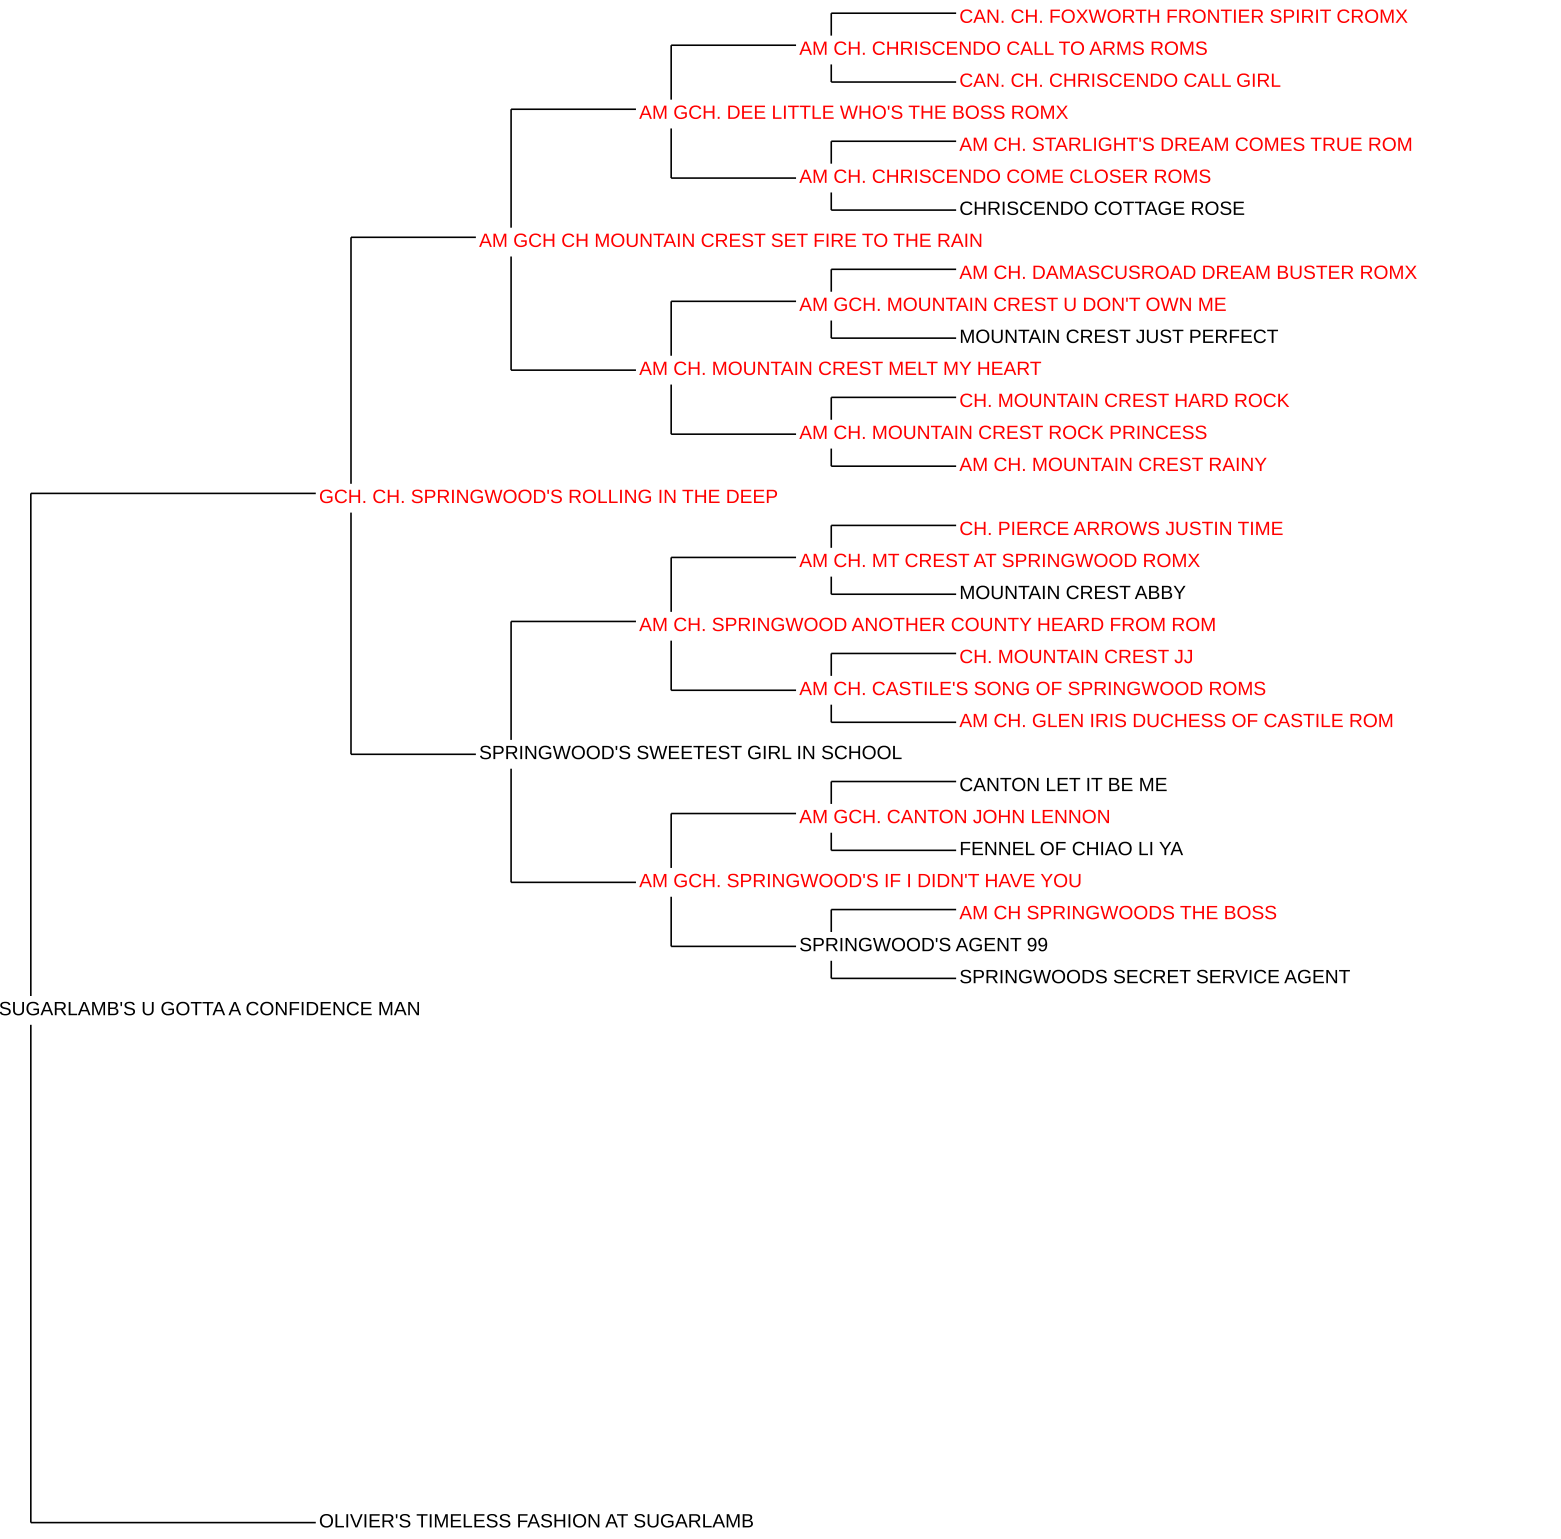 CAN. CH. FOXWORTH FRONTIER SPIRIT CROMX
AM CH. CHRISCENDO CALL TO ARMS ROMS
CAN. CH. CHRISCENDO CALL GIRL
AM GCH. DEE LITTLE WHO'S THE BOSS ROMX
AM CH. STARLIGHT'S DREAM COMES TRUE ROM
AM CH. CHRISCENDO COME CLOSER ROMS
CHRISCENDO COTTAGE ROSE
AM GCH CH MOUNTAIN CREST SET FIRE TO THE RAIN
AM CH. DAMASCUSROAD DREAM BUSTER ROMX
AM GCH. MOUNTAIN CREST U DON'T OWN ME
MOUNTAIN CREST JUST PERFECT
AM CH. MOUNTAIN CREST MELT MY HEART
CH. MOUNTAIN CREST HARD ROCK
AM CH. MOUNTAIN CREST ROCK PRINCESS
AM CH. MOUNTAIN CREST RAINY
GCH. CH. SPRINGWOOD'S ROLLING IN THE DEEP
CH. PIERCE ARROWS JUSTIN TIME
AM CH. MT CREST AT SPRINGWOOD ROMX
MOUNTAIN CREST ABBY
AM CH. SPRINGWOOD ANOTHER COUNTY HEARD FROM ROM
CH. MOUNTAIN CREST JJ
AM CH. CASTILE'S SONG OF SPRINGWOOD ROMS
AM CH. GLEN IRIS DUCHESS OF CASTILE ROM
SPRINGWOOD'S SWEETEST GIRL IN SCHOOL
CANTON LET IT BE ME
AM GCH. CANTON JOHN LENNON
FENNEL OF CHIAO LI YA
AM GCH. SPRINGWOOD'S IF I DIDN'T HAVE YOU
AM CH SPRINGWOODS THE BOSS
SPRINGWOOD'S AGENT 99
SPRINGWOODS SECRET SERVICE AGENT
SUGARLAMB'S U GOTTA A CONFIDENCE MAN
OLIVIER'S TIMELESS FASHION AT SUGARLAMB